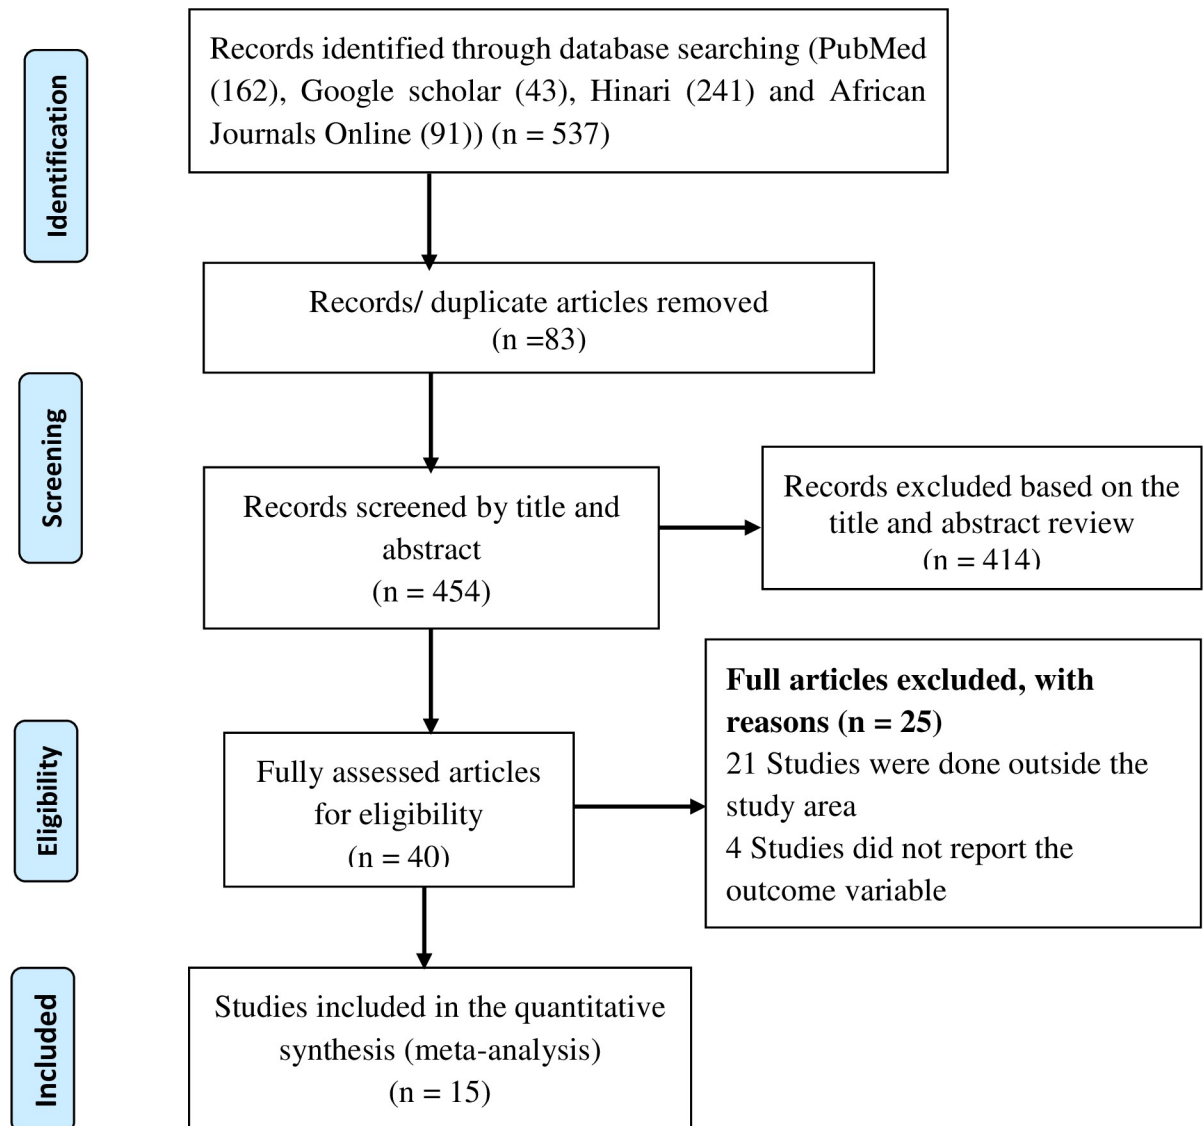 Identification
Records identified through database searching (PubMed
(162), Google scholar (43), Hinari (241) and African
Journals Online (91)) (n = 537)
Records/ duplicate articles removed
(n =83)
Screening
Records screened by title and
abstract
(n = 454)
Records excluded based on the
title and abstract review
(n = 414)
Eligibility
Fully assessed articles
for eligibility
(n = 40)
Full articles excluded, with
reasons (n = 25)
21 Studies were done outside the
study area
4 Studies did not report the
outcome variable
Included
Studies included in the quantitative
synthesis (meta-analysis)
(n = 15)